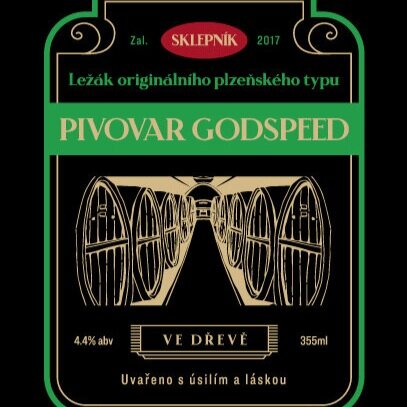 Zal. SKLEPNÍK 2017
Ležák originálního plzeňského typu
PIVOVAR GODSPEED
4.4% abv VE DŘEVĚ 355ml
Uvařeno s úsilím a láskou